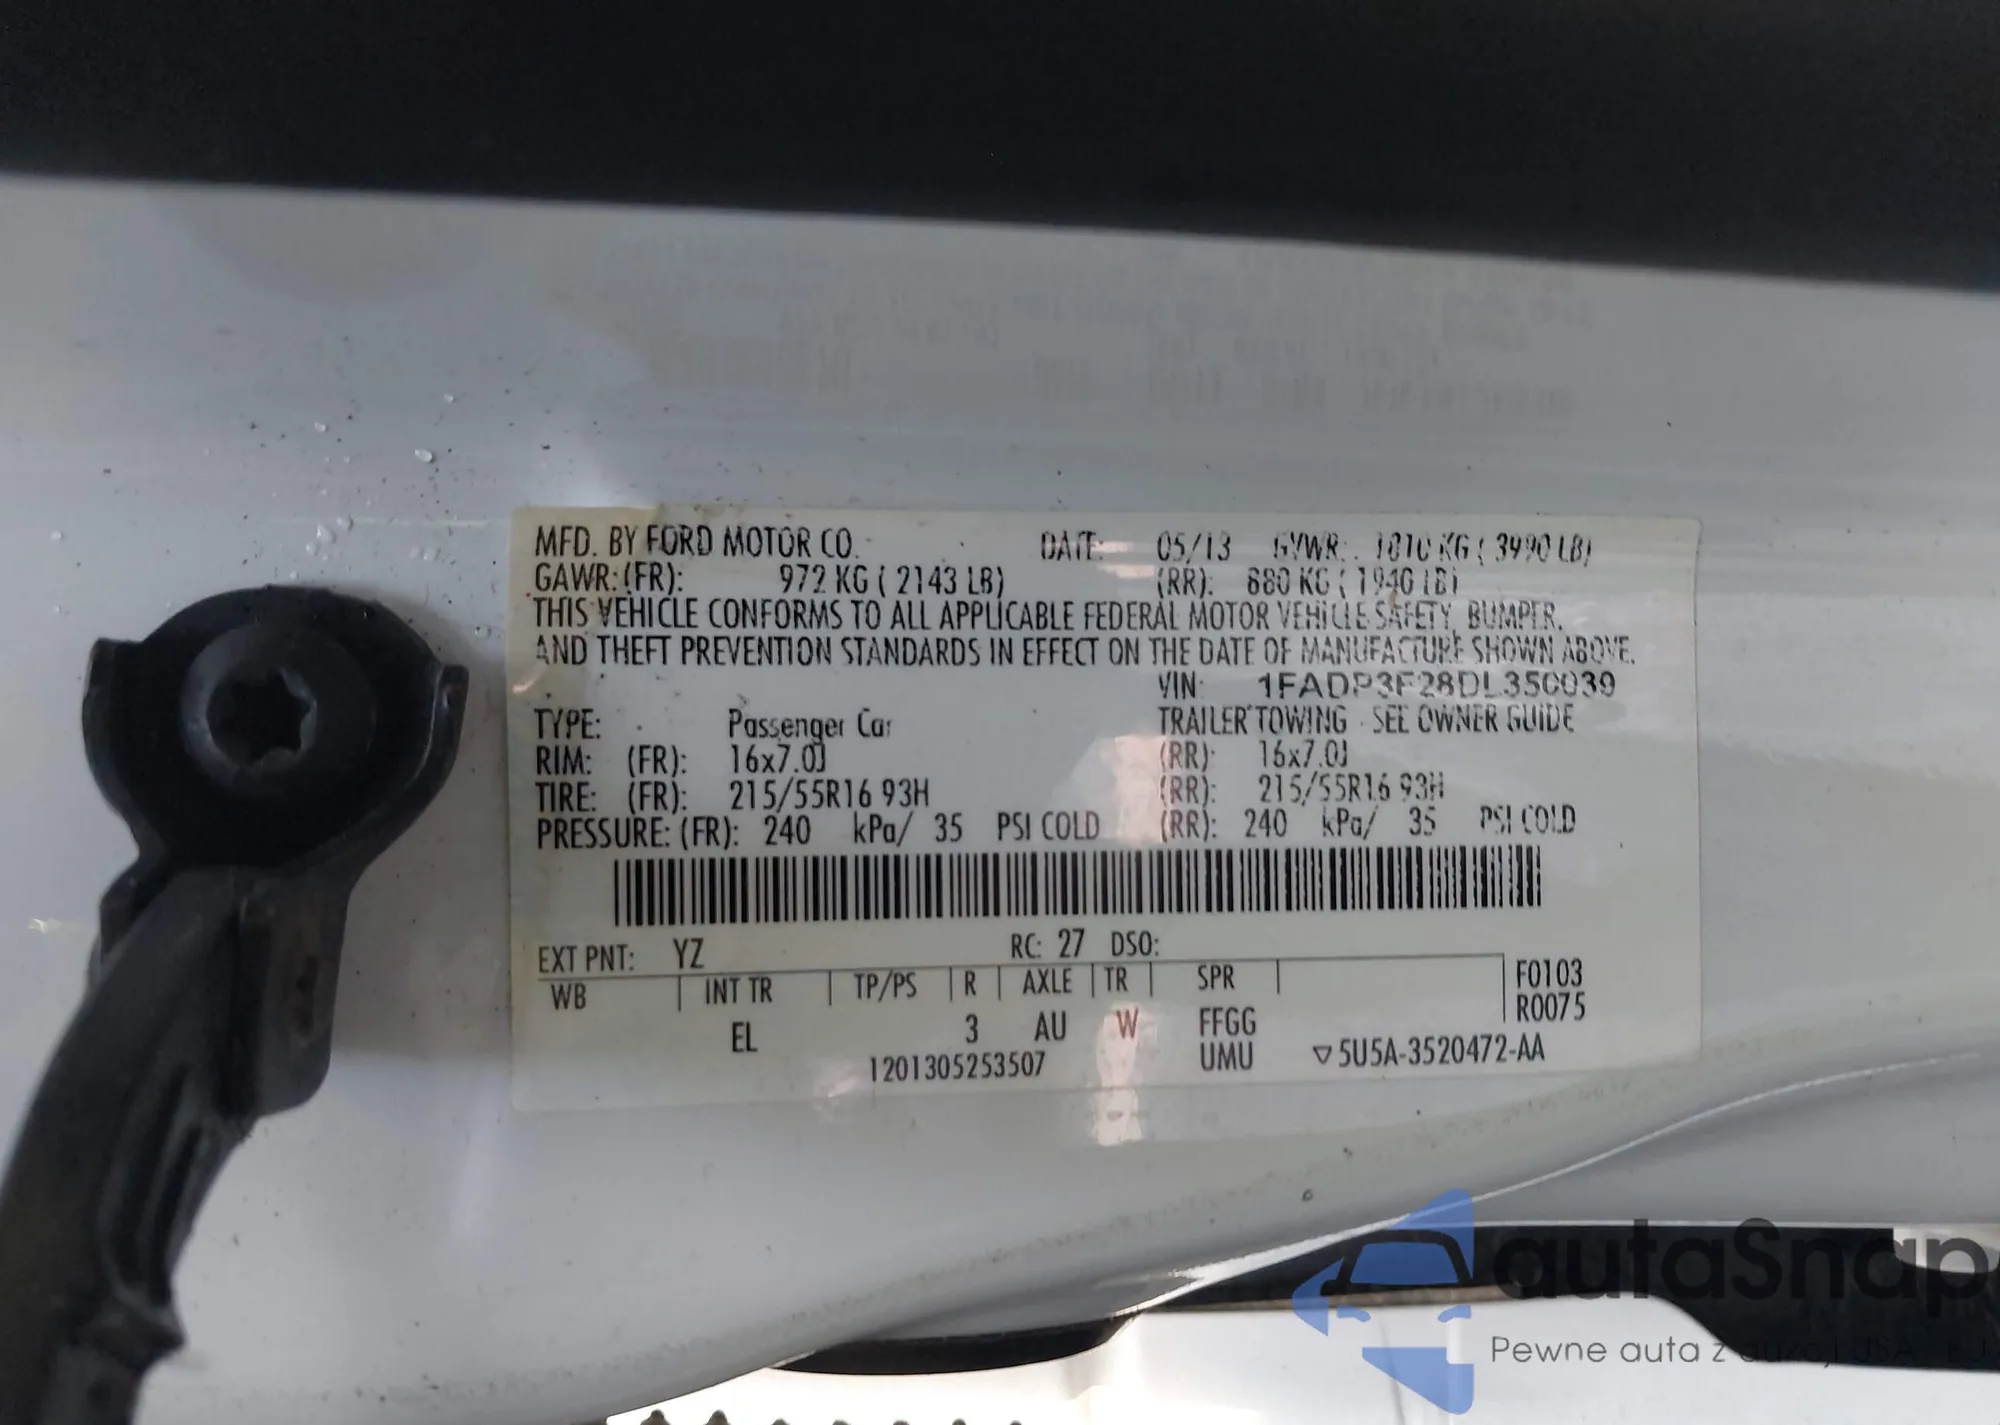 MFD. BY FORD MOTOR CO. DATE: 05/13 GVWR: 1810 KG ( 3990 LB)
GAWR: (FR): 972 KG ( 2143 LB) (RR): 880 KG ( 1940 LB)
THIS VEHICLE CONFORMS TO ALL APPLICABLE FEDERAL MOTOR VEHICLE SAFETY, BUMPER,
AND THEFT PREVENTION STANDARDS IN EFFECT ON THE DATE OF MANUFACTURE SHOWN ABOVE.
VIN: 1FADP3F28DL350039
TYPE: Passenger Car TRAILER TOWING - SEE OWNER GUIDE
RIM: (FR): 16x7.0J (RR): 16x7.0J
TIRE: (FR): 215/55R16 93H (RR): 215/55R16 93H
PRESSURE: (FR): 240 kPa/ 35 PSI COLD (RR): 240 kPa/ 35 PSI COLD
EXT PNT: YZ RC: 27 DSO:
WB | INT TR | TP/PS | R | AXLE | TR | SPR | F0103
R0075
EL 3 AU W FFGG
1201305253507 UMU ▽5U5A-3520472-AA
autaSnap
Pewne auta z aukcji USA EU